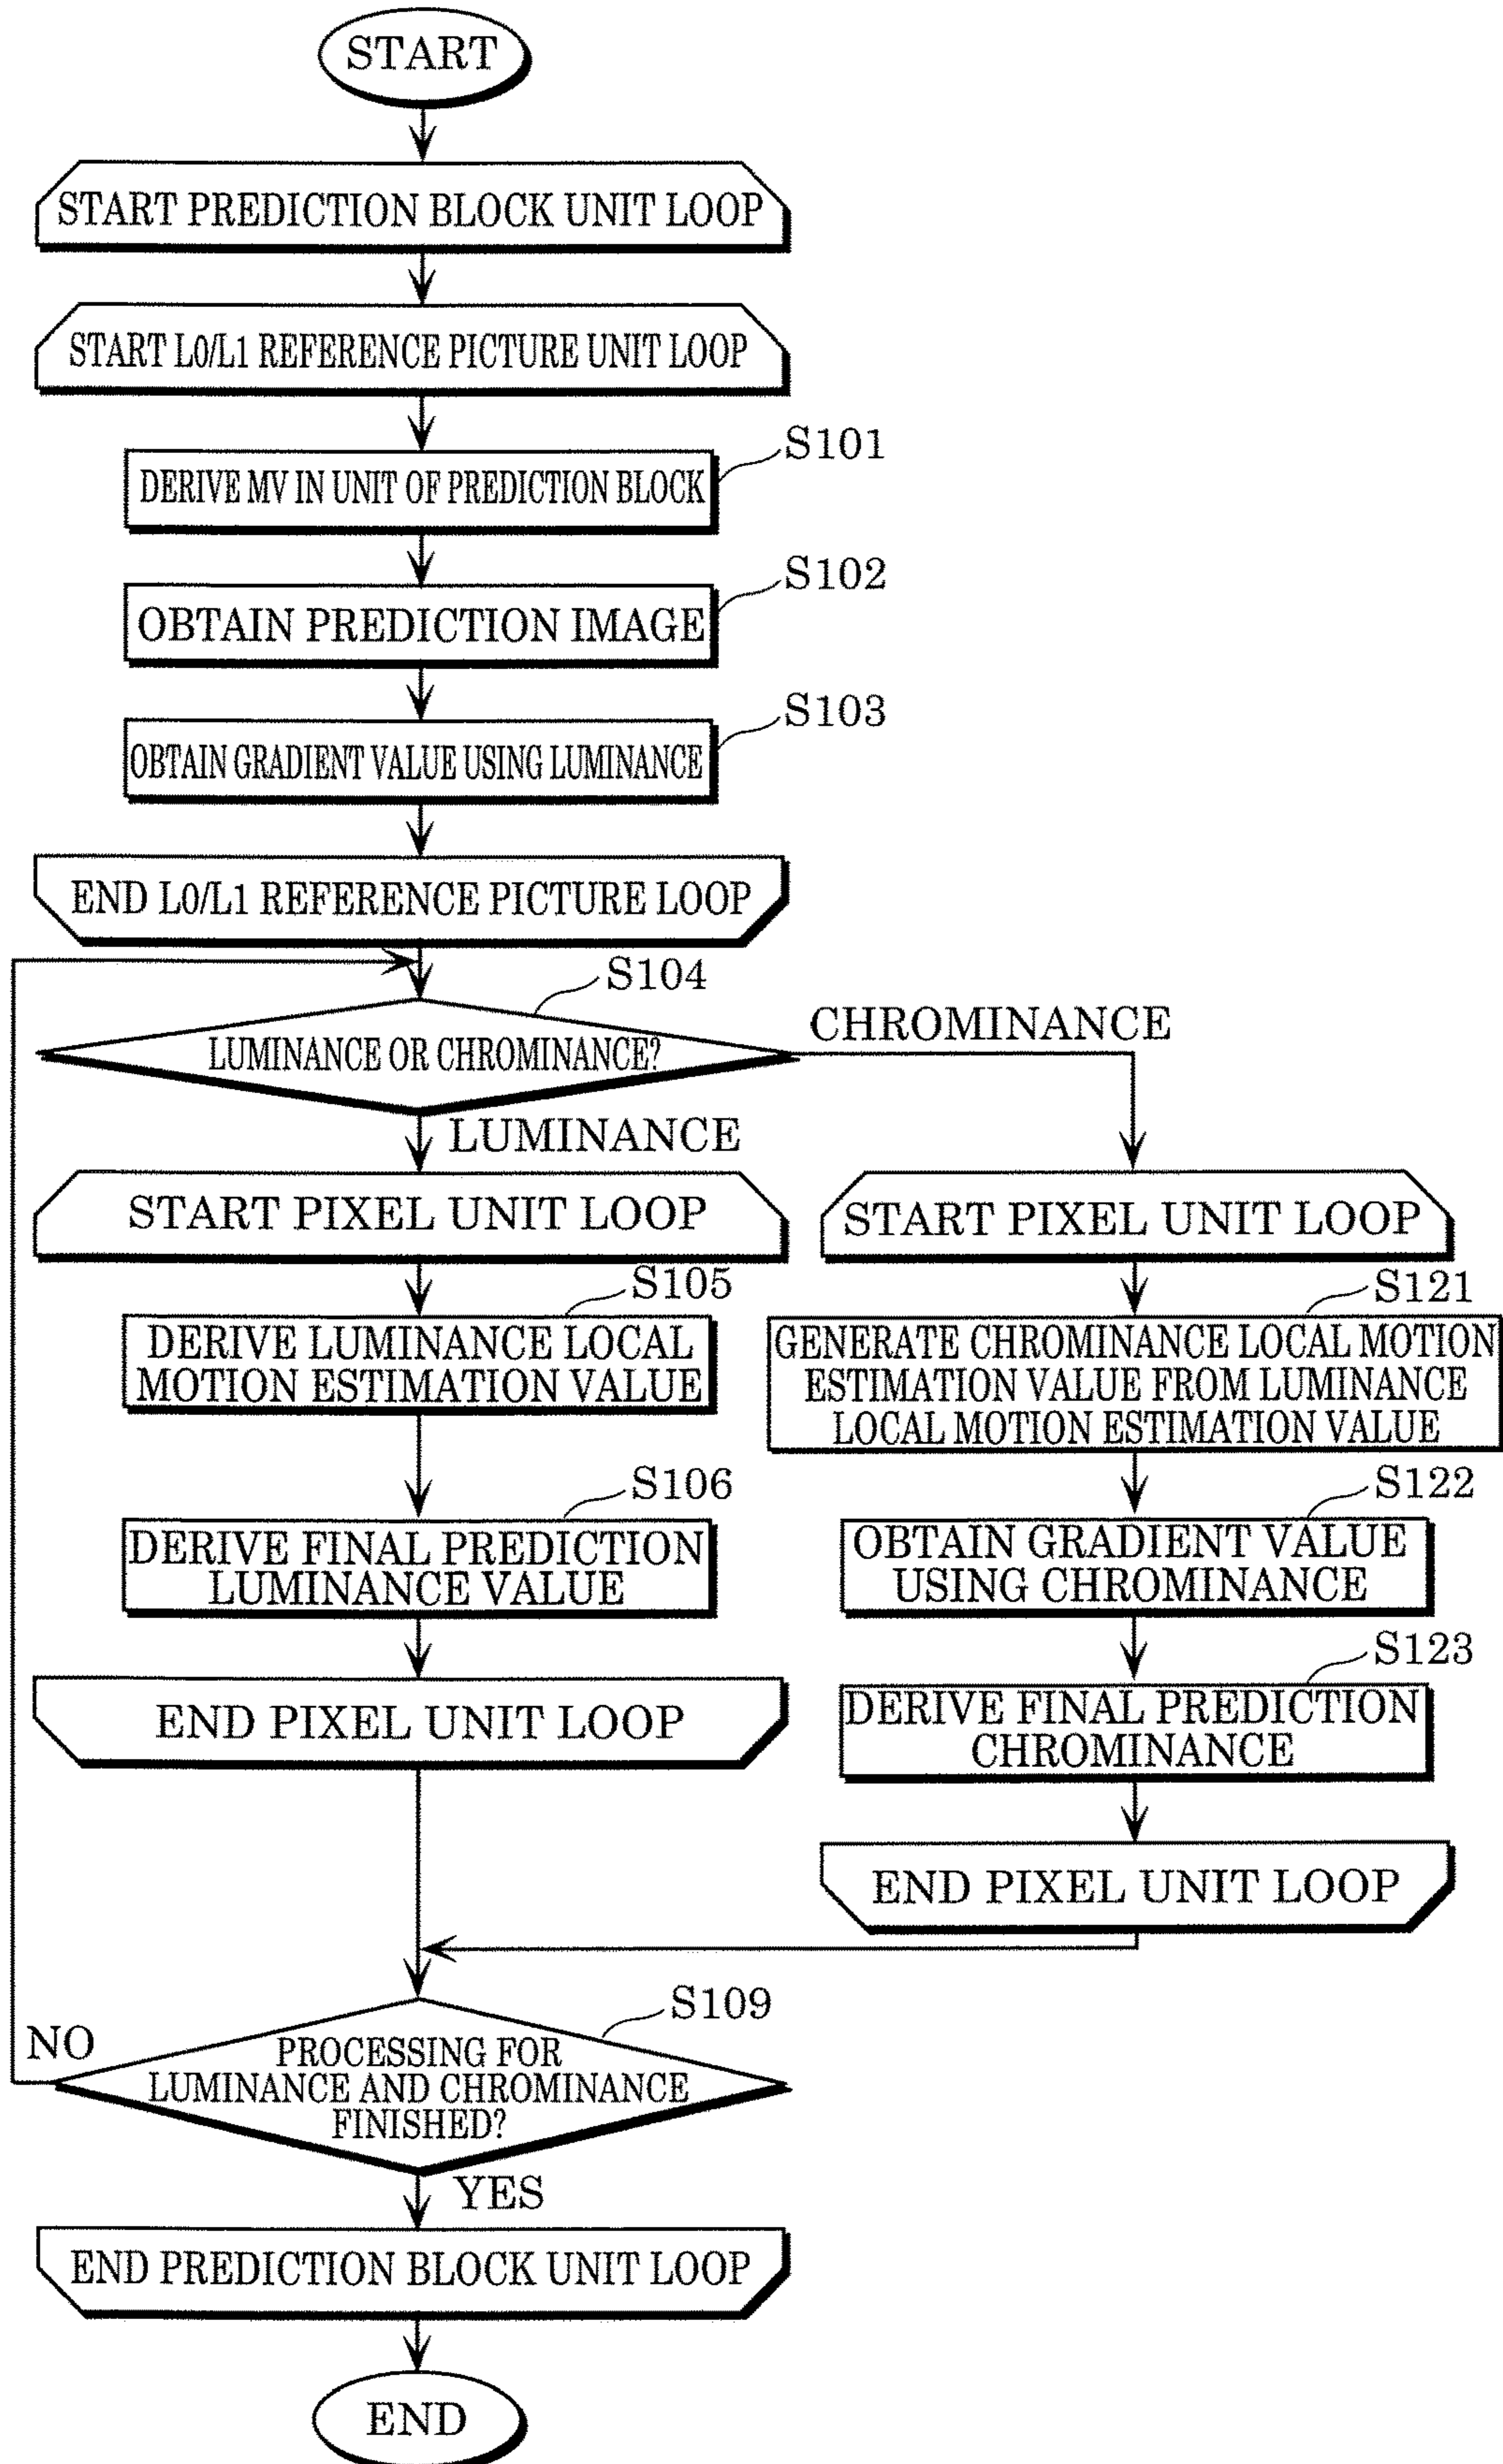 START
START PREDICTION BLOCK UNIT LOOP
START L0/L1 REFERENCE PICTURE UNIT LOOP
S101
DERIVE MV IN UNIT OF PREDICTION BLOCK
S102
OBTAIN PREDICTION IMAGE
S103
OBTAIN GRADIENT VALUE USING LUMINANCE
END L0/L1 REFERENCE PICTURE LOOP
S104
LUMINANCE OR CHROMINANCE?
CHROMINANCE
LUMINANCE
START PIXEL UNIT LOOP
S105
DERIVE LUMINANCE LOCAL
MOTION ESTIMATION VALUE
S106
DERIVE FINAL PREDICTION
LUMINANCE VALUE
END PIXEL UNIT LOOP
START PIXEL UNIT LOOP
S121
GENERATE CHROMINANCE LOCAL MOTION
ESTIMATION VALUE FROM LUMINANCE
LOCAL MOTION ESTIMATION VALUE
S122
OBTAIN GRADIENT VALUE
USING CHROMINANCE
S123
DERIVE FINAL PREDICTION
CHROMINANCE
END PIXEL UNIT LOOP
S109
PROCESSING FOR
LUMINANCE AND CHROMINANCE
FINISHED?
NO
YES
END PREDICTION BLOCK UNIT LOOP
END